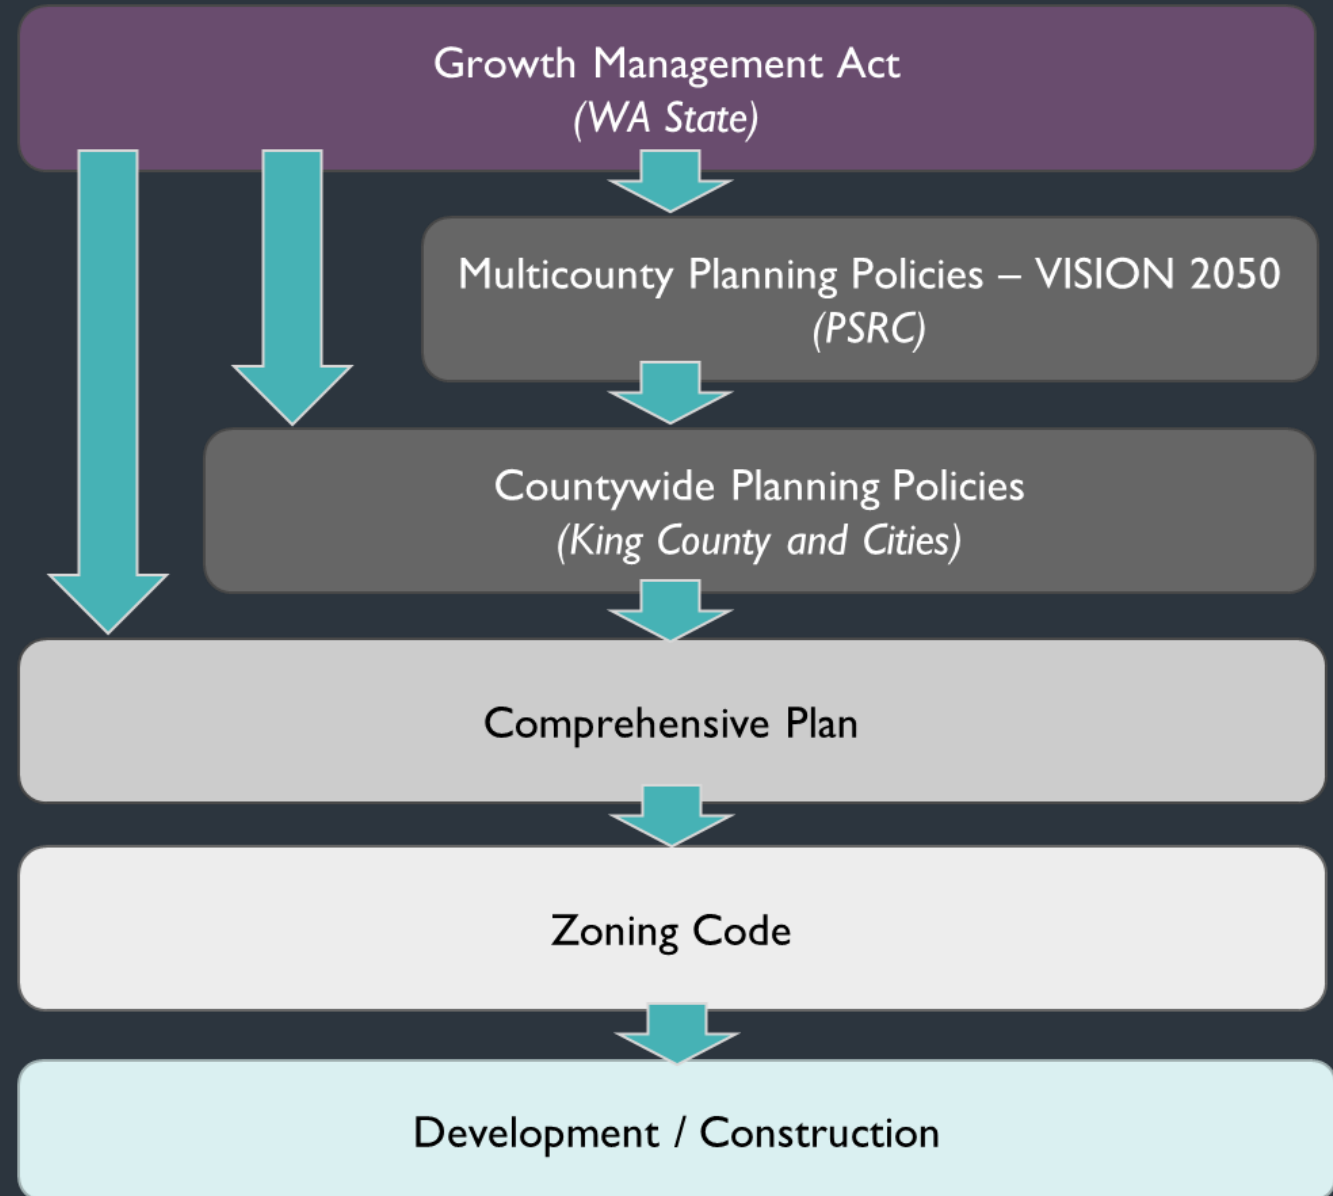 Growth Management Act
(WA State)
Multicounty Planning Policies – VISION 2050
(PSRC)
Countywide Planning Policies
(King County and Cities)
Comprehensive Plan
Zoning Code
Development / Construction